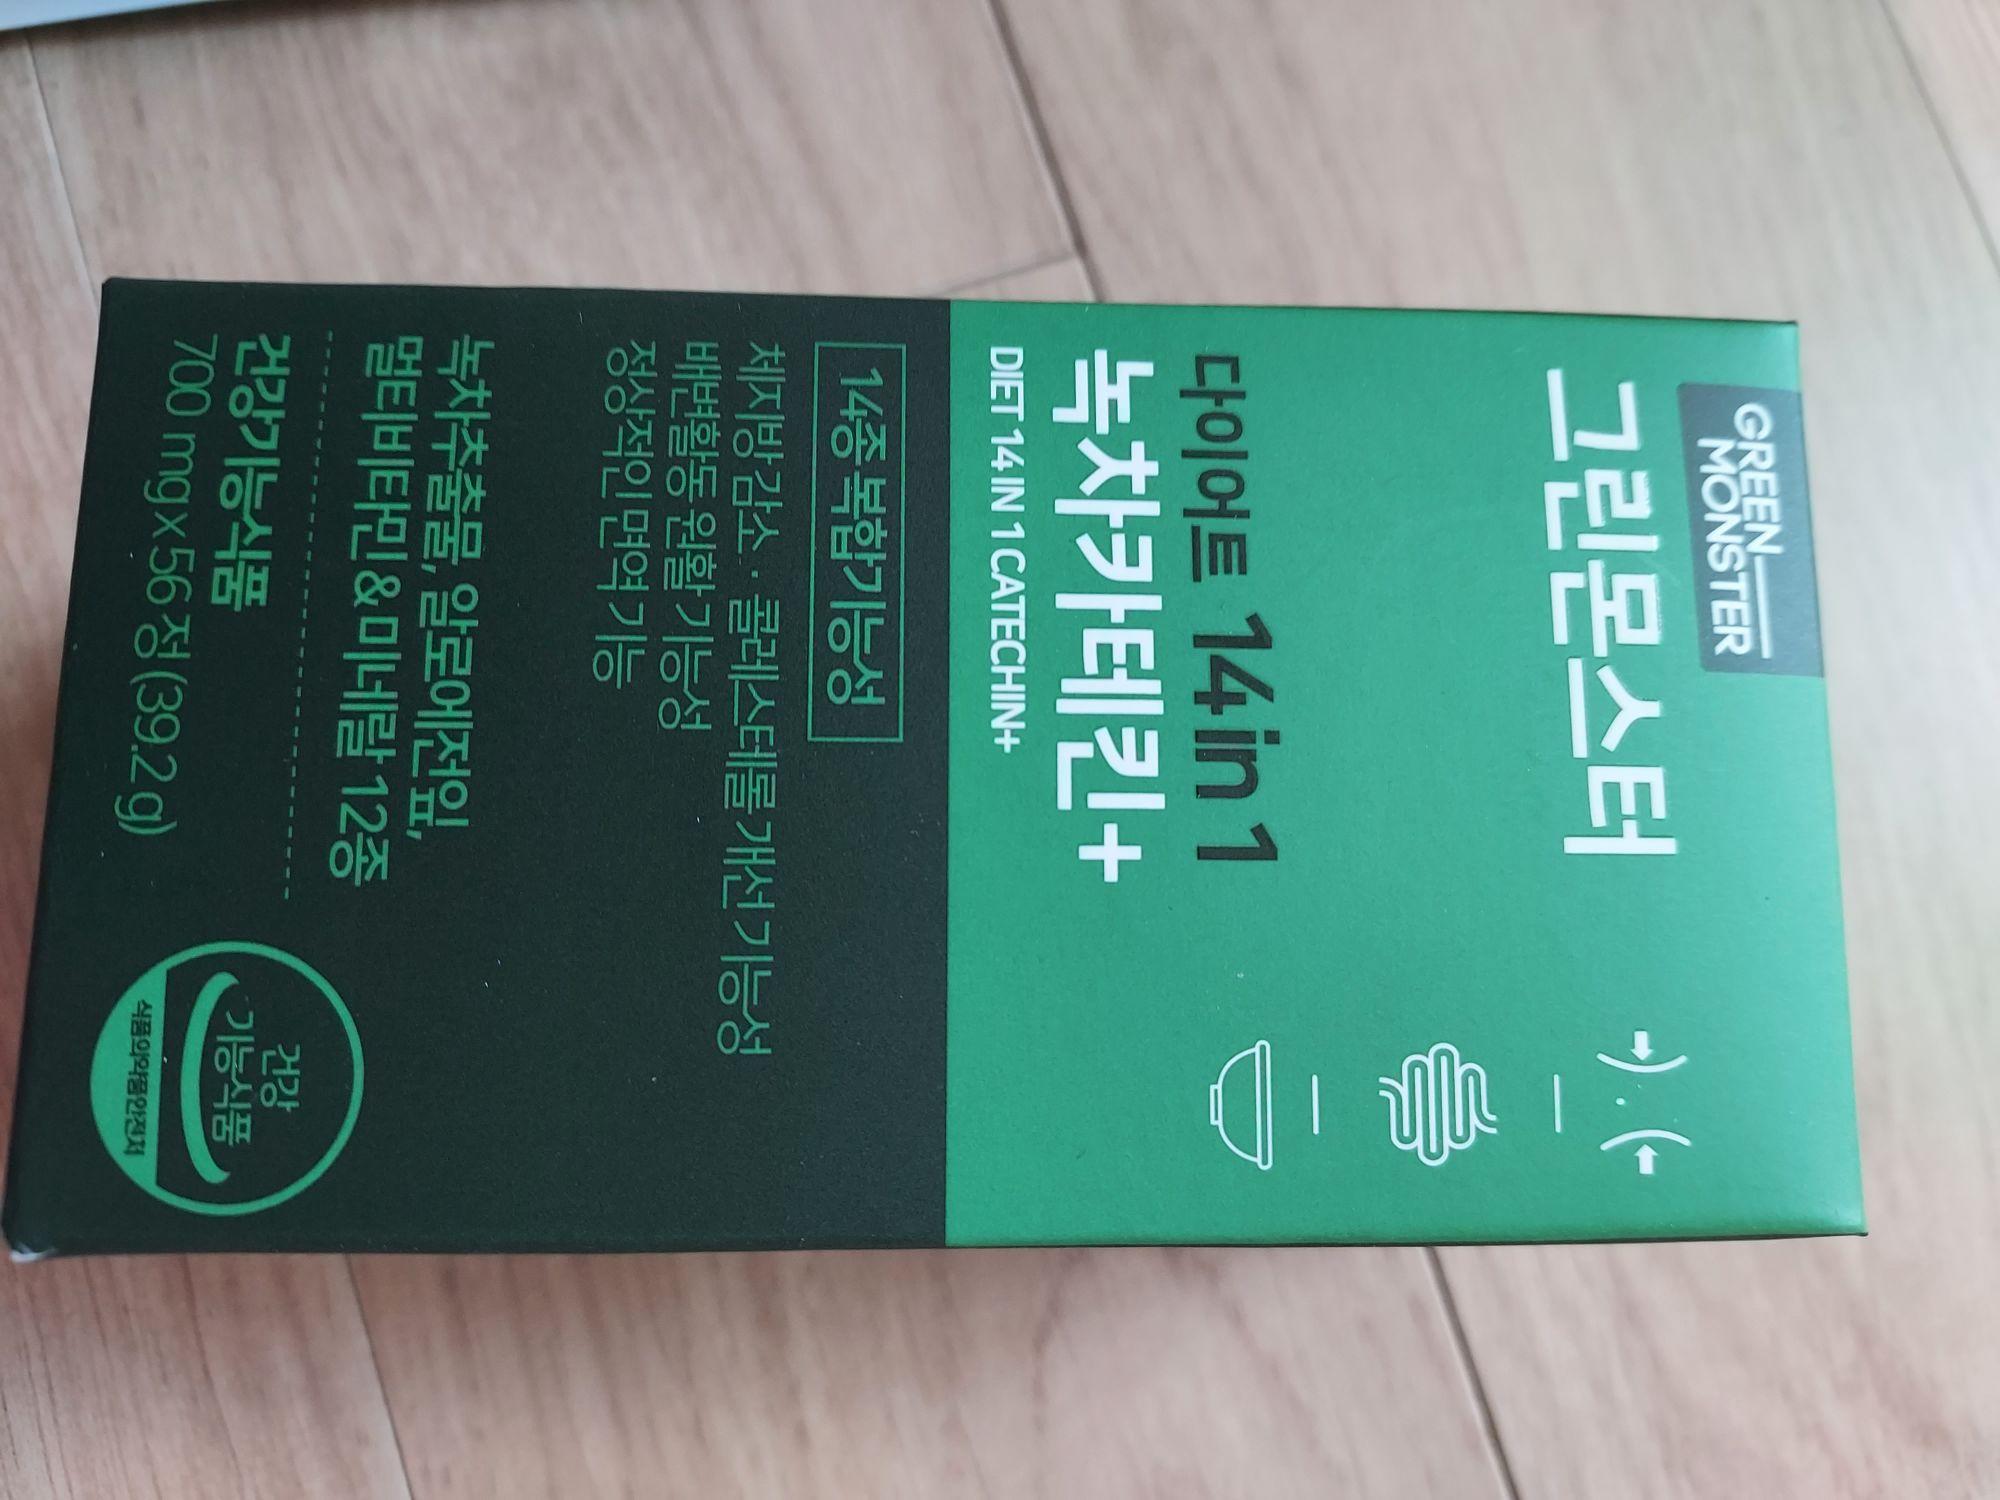 GREEN
MONSTER
그린몬스터
다이어트 14 in 1
녹차카테킨+
DIET 14 IN 1 CATECHIN+
14종 복합기능성
체지방감소·콜레스테롤개선 기능성
배변활동 원활 기능성
정상적인 면역 기능
녹차추출물, 알로에전잎,
멀티비타민&미네랄 12종
건강기능식품
700 mg x 56정 (39.2 g)
건강
기능식품
식품의약품안전처